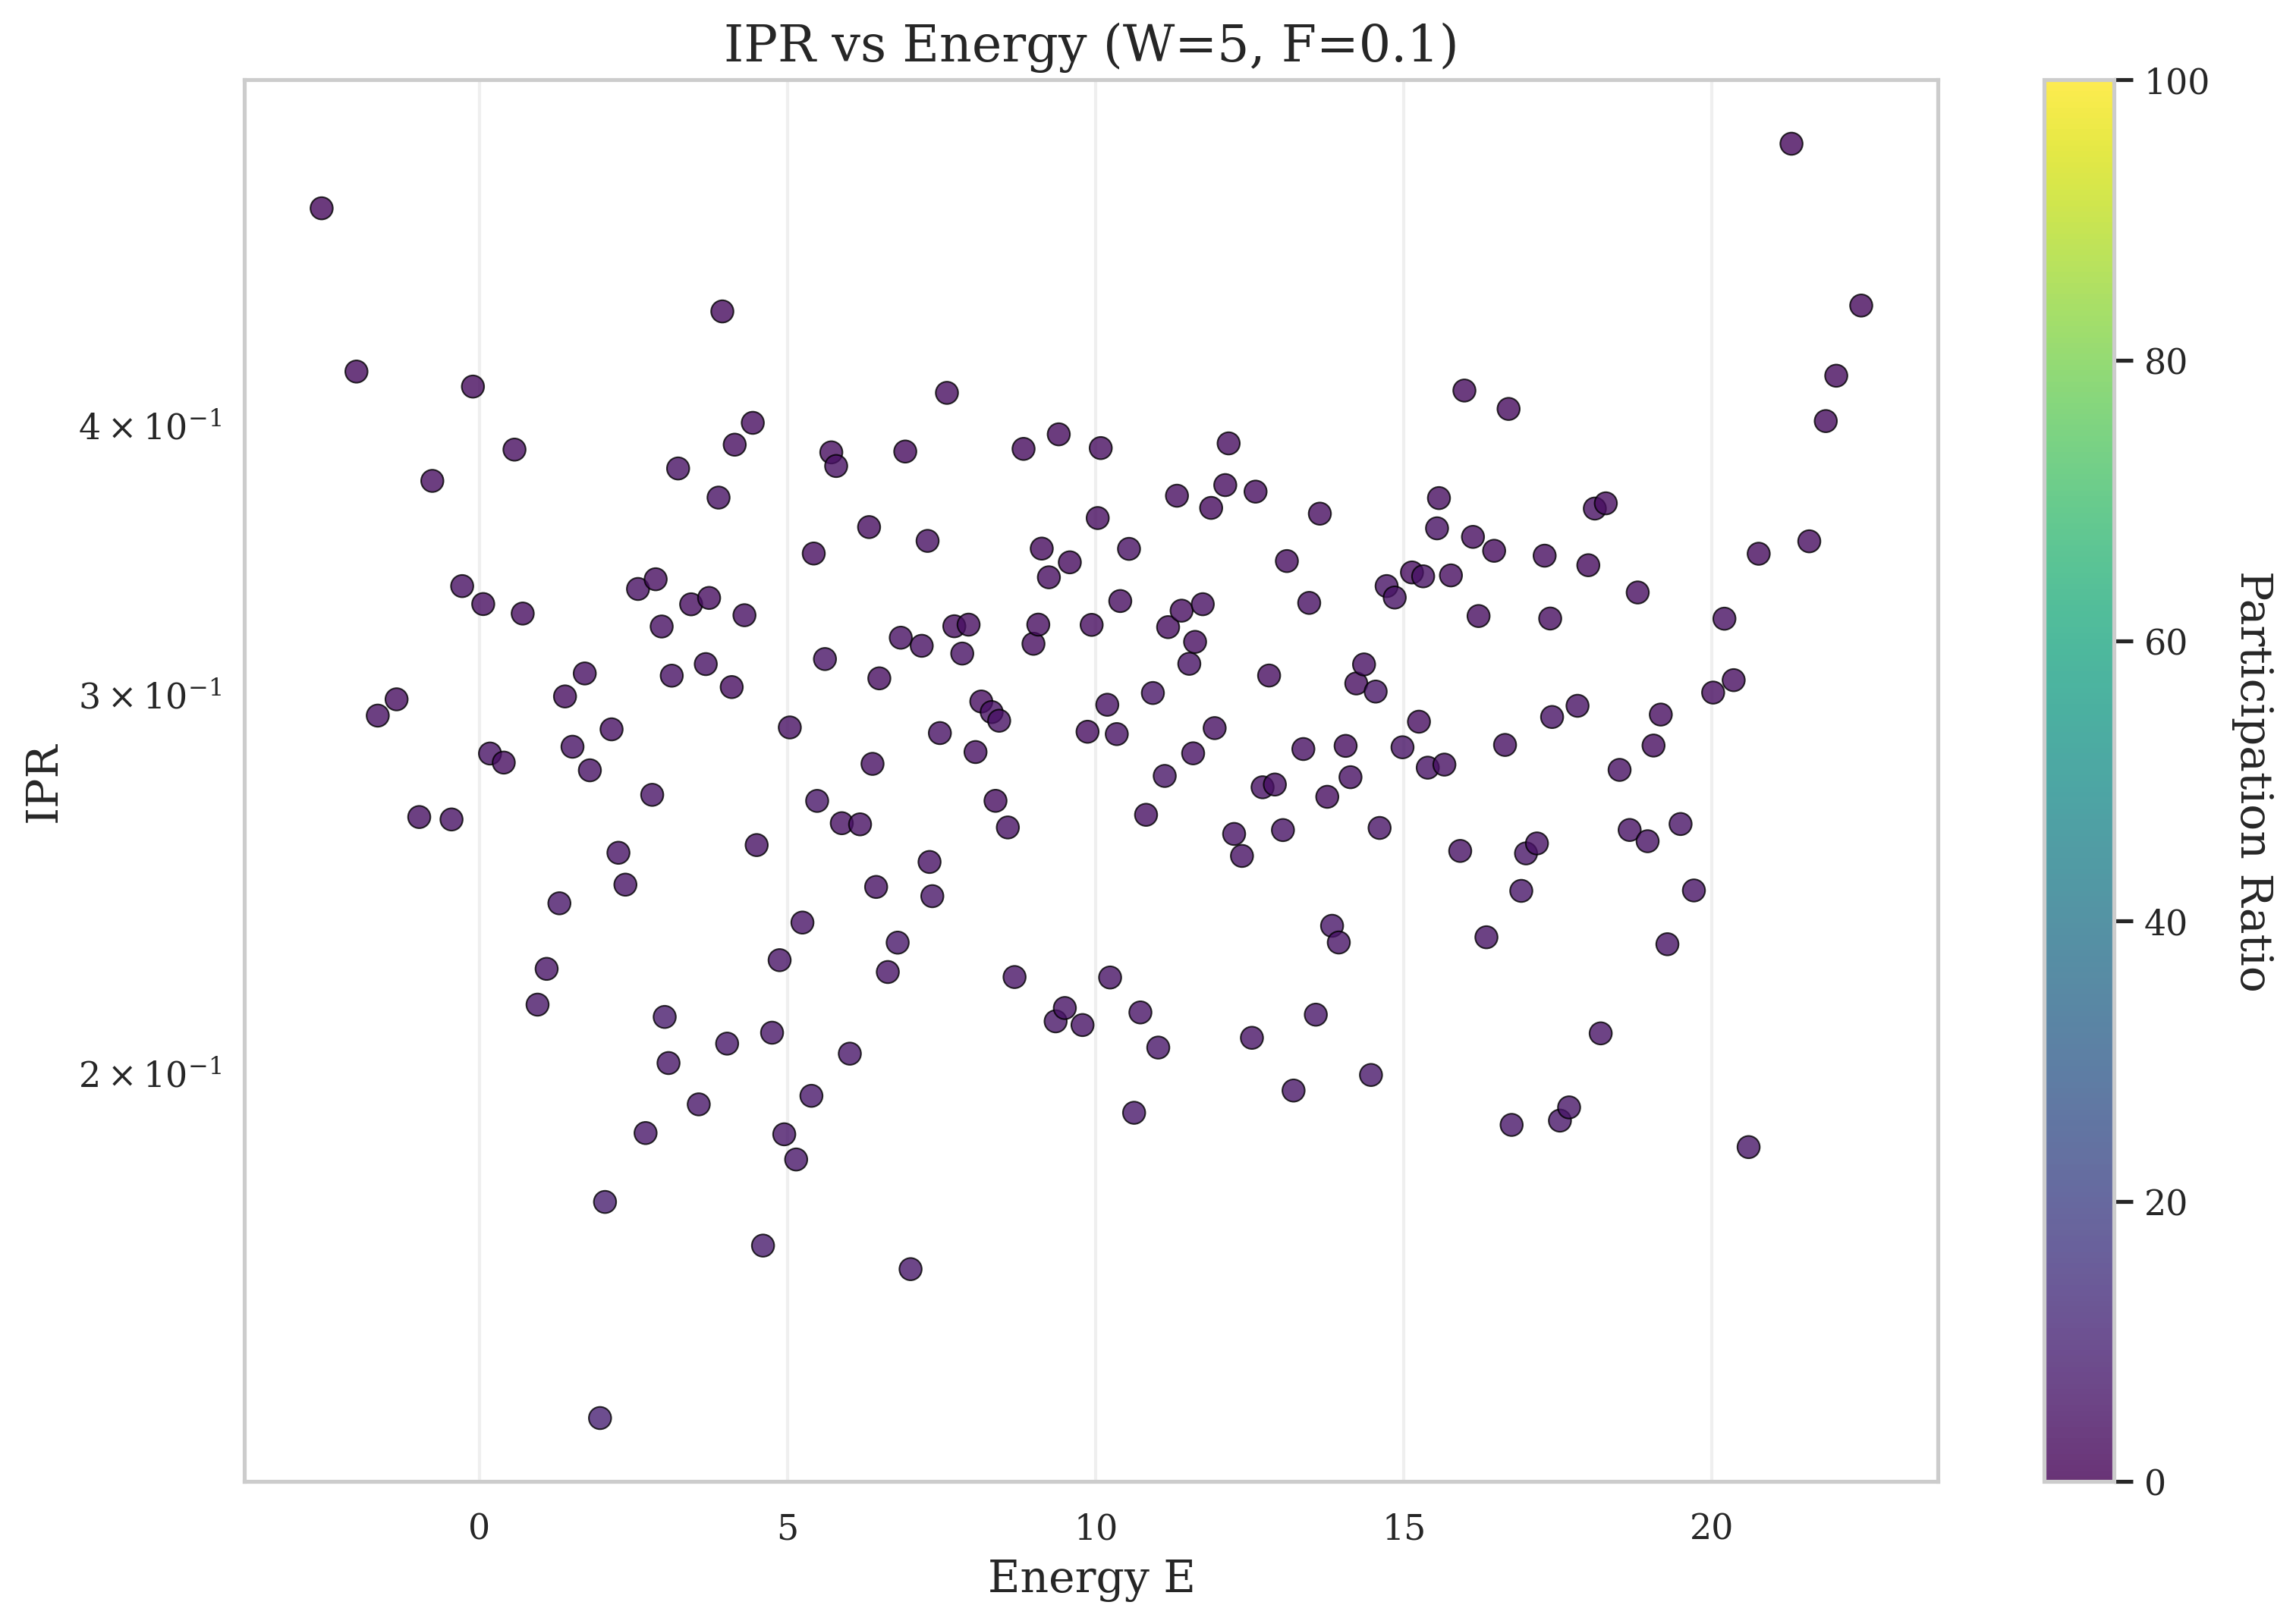 IPR vs Energy (W=5, F=0.1)
IPR
4 × 10⁻¹
3 × 10⁻¹
2 × 10⁻¹
0 5 10 15 20
Energy E
100
80
60
40
20
0
Participation Ratio